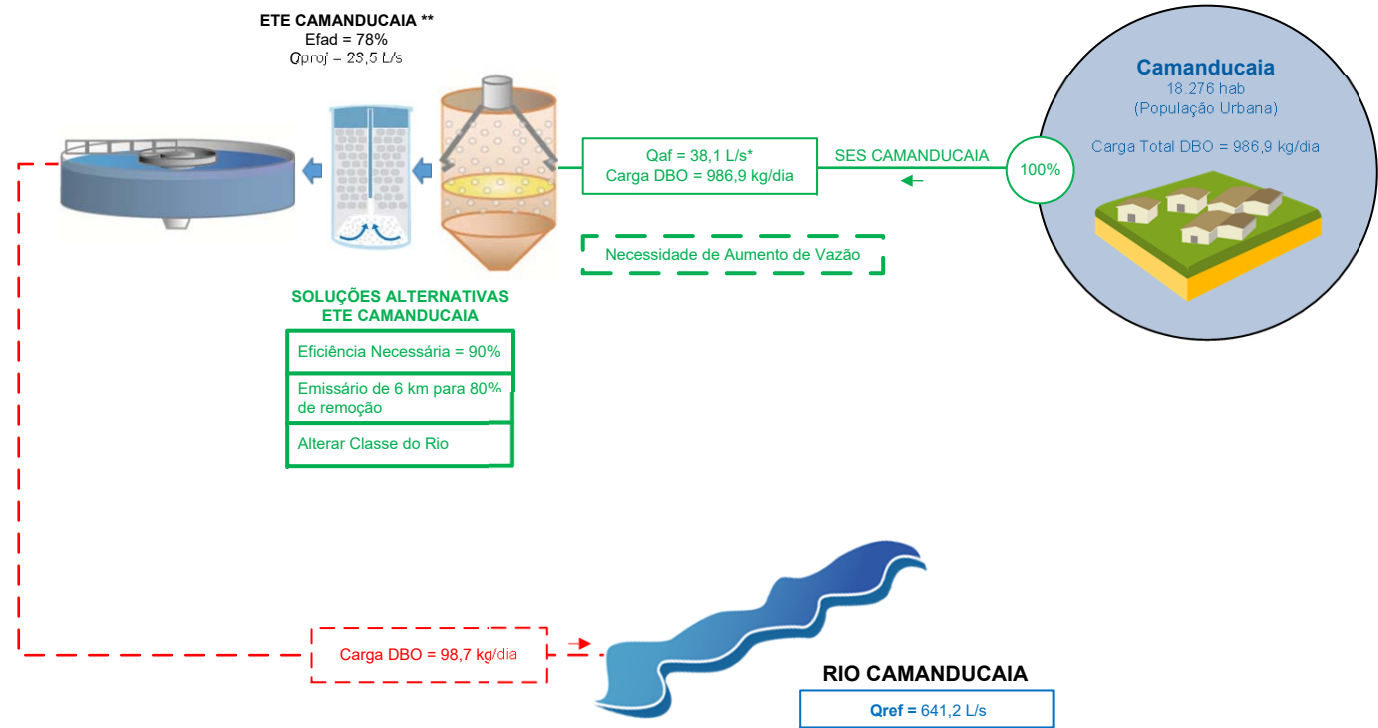 ETE CAMANDUCAIA **
Efad = 78%
Qproj = 23,5 L/s
Camanducaia
18.276 hab
(População Urbana)
Carga Total DBO = 986,9 kg/dia
100%
SES CAMANDUCAIA
Qaf = 38,1 L/s*
Carga DBO = 986,9 kg/dia
Necessidade de Aumento de Vazão
SOLUÇÕES ALTERNATIVAS
ETE CAMANDUCAIA
Eficiência Necessária = 90%
Emissário de 6 km para 80%
de remoção
Alterar Classe do Rio
Carga DBO = 98,7 kg/dia
RIO CAMANDUCAIA
Qref = 641,2 L/s